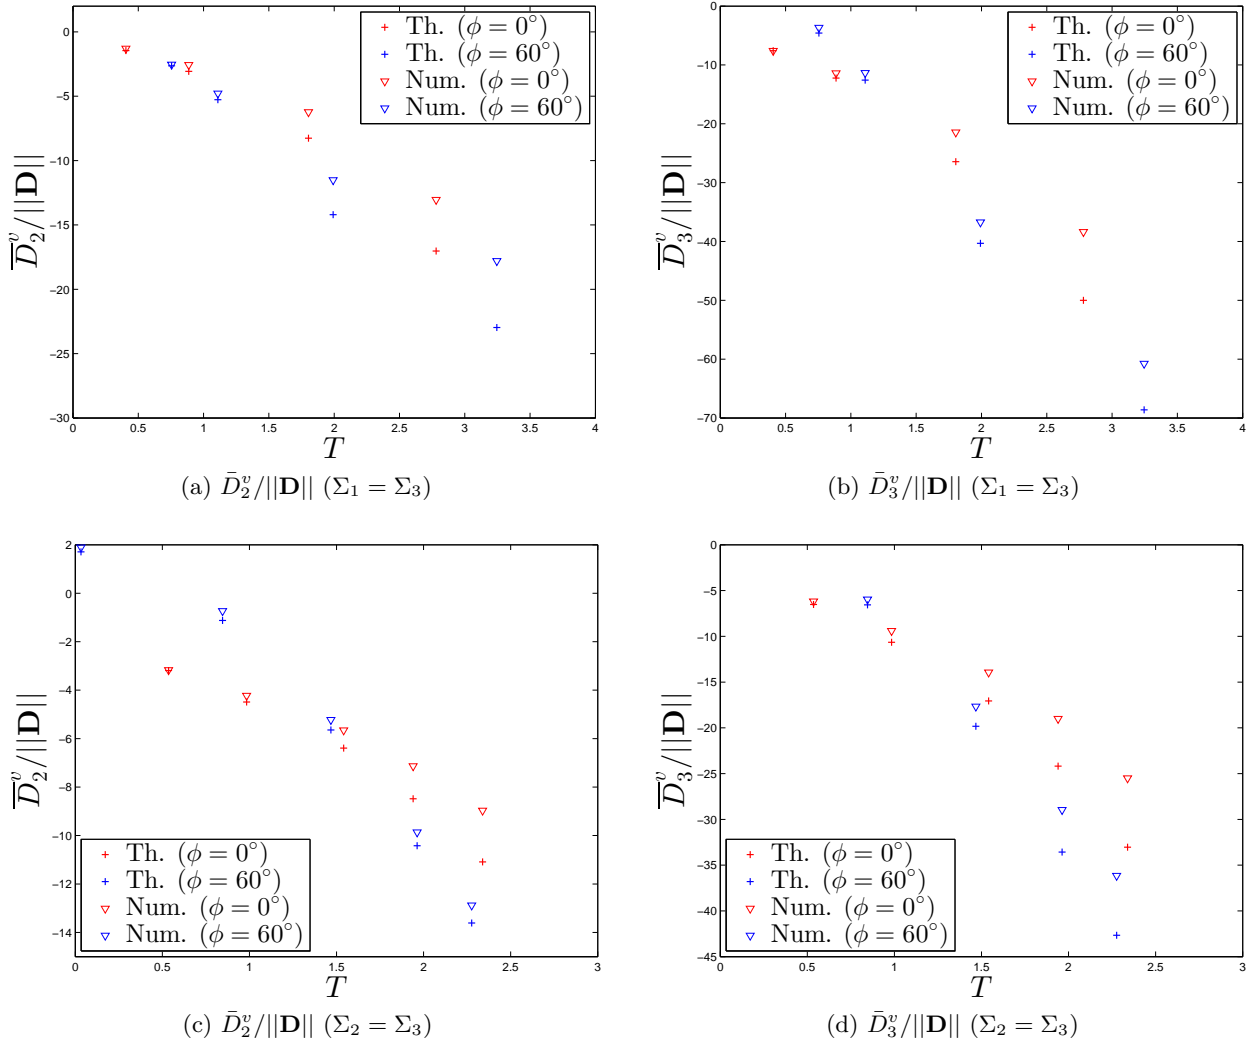 0
−5
−10
−15
−20
−25
−30
0 0.5 1 1.5 2 2.5 3 3.5 4
T
D̅₂ᵛ/||D||
+ Th. (ϕ = 0°)
+ Th. (ϕ = 60°)
▽ Num. (ϕ = 0°)
▽ Num. (ϕ = 60°)
(a) D̄₂ᵛ/||D|| (Σ₁ = Σ₃)
0
−10
−20
−30
−40
−50
−60
−70
0 0.5 1 1.5 2 2.5 3 3.5 4
T
D̅₃ᵛ/||D||
+ Th. (ϕ = 0°)
+ Th. (ϕ = 60°)
▽ Num. (ϕ = 0°)
▽ Num. (ϕ = 60°)
(b) D̄₃ᵛ/||D|| (Σ₁ = Σ₃)
2
0
−2
−4
−6
−8
−10
−12
−14
0 0.5 1 1.5 2 2.5 3
T
D̅₂ᵛ/||D||
+ Th. (ϕ = 0°)
+ Th. (ϕ = 60°)
▽ Num. (ϕ = 0°)
▽ Num. (ϕ = 60°)
(c) D̄₂ᵛ/||D|| (Σ₂ = Σ₃)
0
−5
−10
−15
−20
−25
−30
−35
−40
−45
0 0.5 1 1.5 2 2.5 3
T
D̅₃ᵛ/||D||
+ Th. (ϕ = 0°)
+ Th. (ϕ = 60°)
▽ Num. (ϕ = 0°)
▽ Num. (ϕ = 60°)
(d) D̄₃ᵛ/||D|| (Σ₂ = Σ₃)